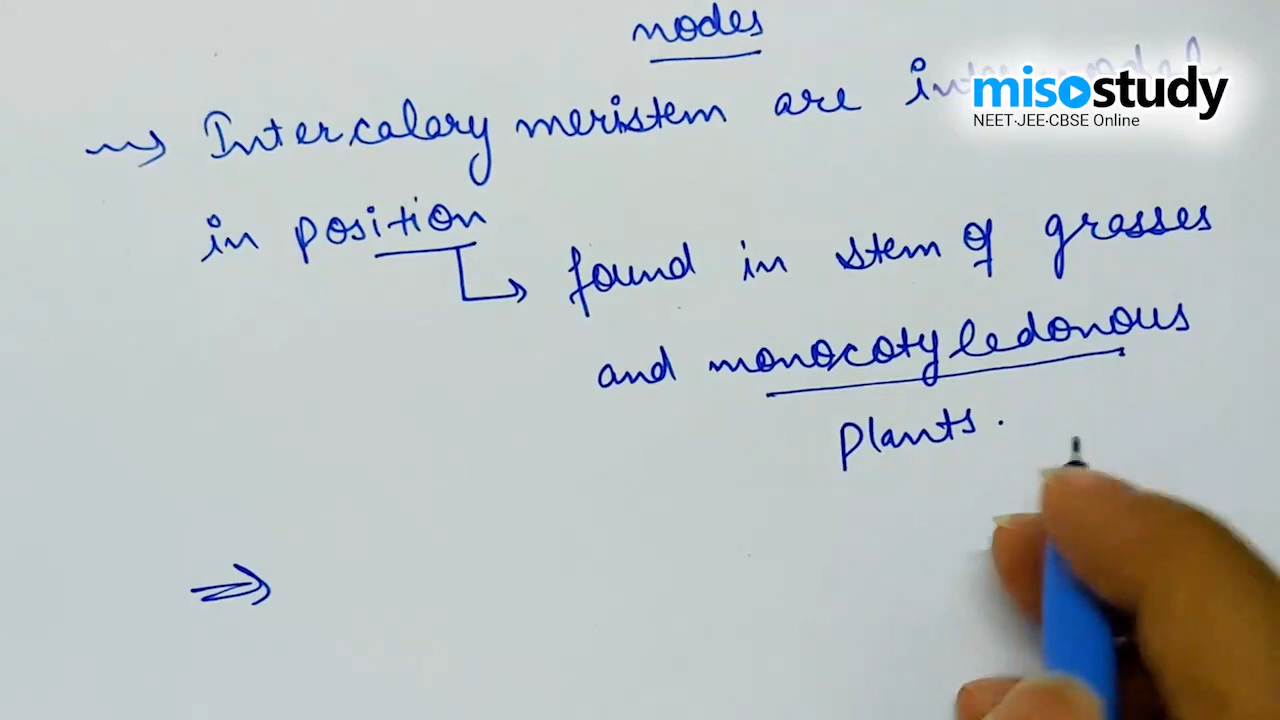 nodes
Intercalary meristem are
misostudy
NEET·JEE·CBSE Online
in position
found in stem of grasses
and monocotyledonous
plants.